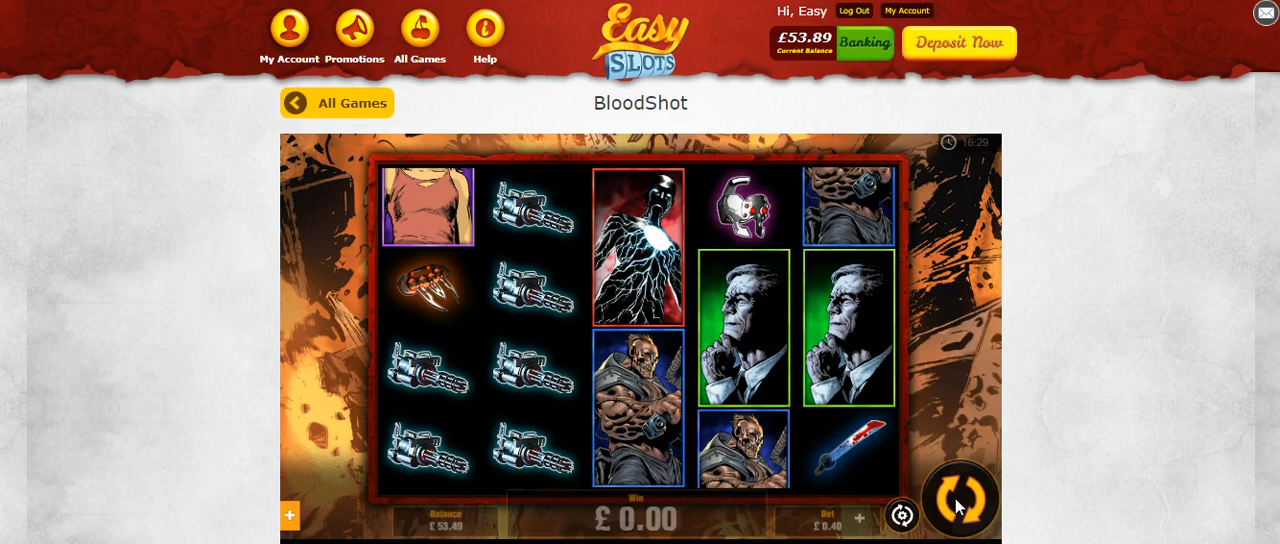 Hi, Easy Log Out My Account
Easy
SLOTS
£53.89
Current Balance
Banking
Deposit Now
My Account Promotions All Games Help
All Games
BloodShot
16:29
Win
£ 0.00
Balance
£ 53.49
Bet
£ 0.40